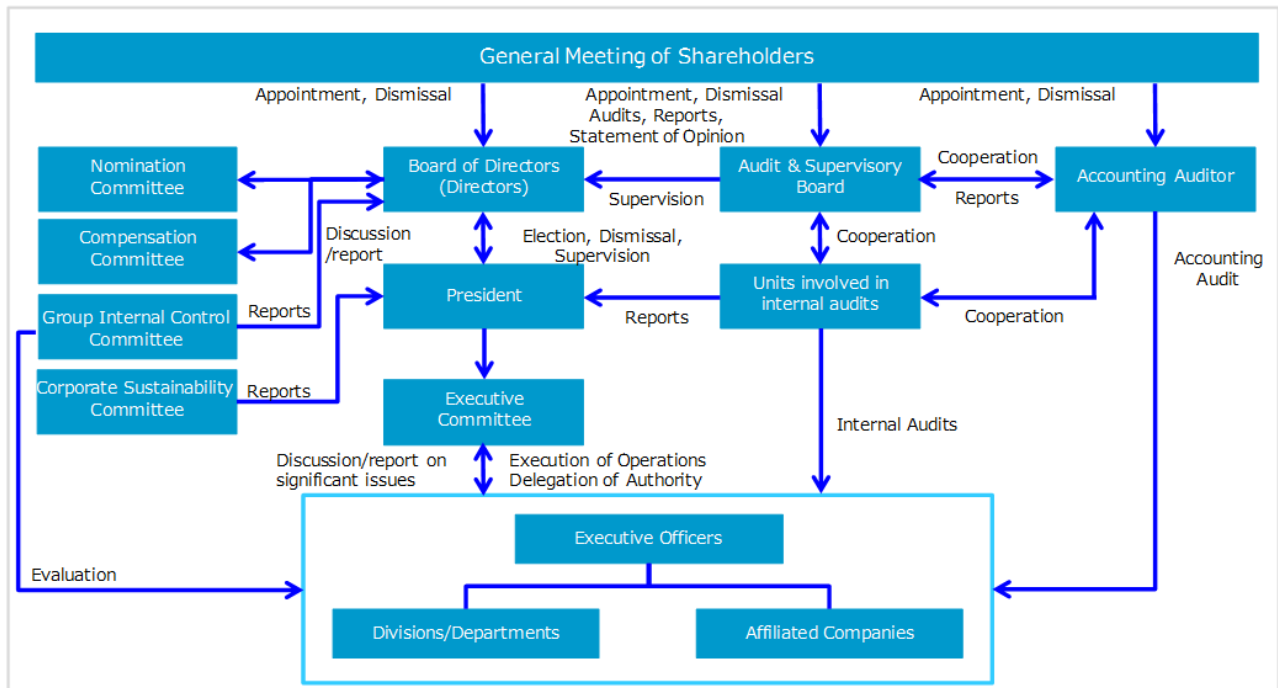 General Meeting of Shareholders
Appointment, Dismissal
Appointment, Dismissal
Audits, Reports,
Statement of Opinion
Appointment, Dismissal
Nomination
Committee
Board of Directors
(Directors)
Audit & Supervisory
Board
Cooperation
Reports
Accounting Auditor
Supervision
Compensation
Committee
Discussion
/report
Election, Dismissal,
Supervision
Cooperation
Accounting
Audit
Group Internal Control
Committee
Reports
President
Reports
Units involved in
internal audits
Cooperation
Corporate Sustainability
Committee
Reports
Executive
Committee
Internal Audits
Discussion/report on
significant issues
Execution of Operations
Delegation of Authority
Evaluation
Executive Officers
Divisions/Departments
Affiliated Companies